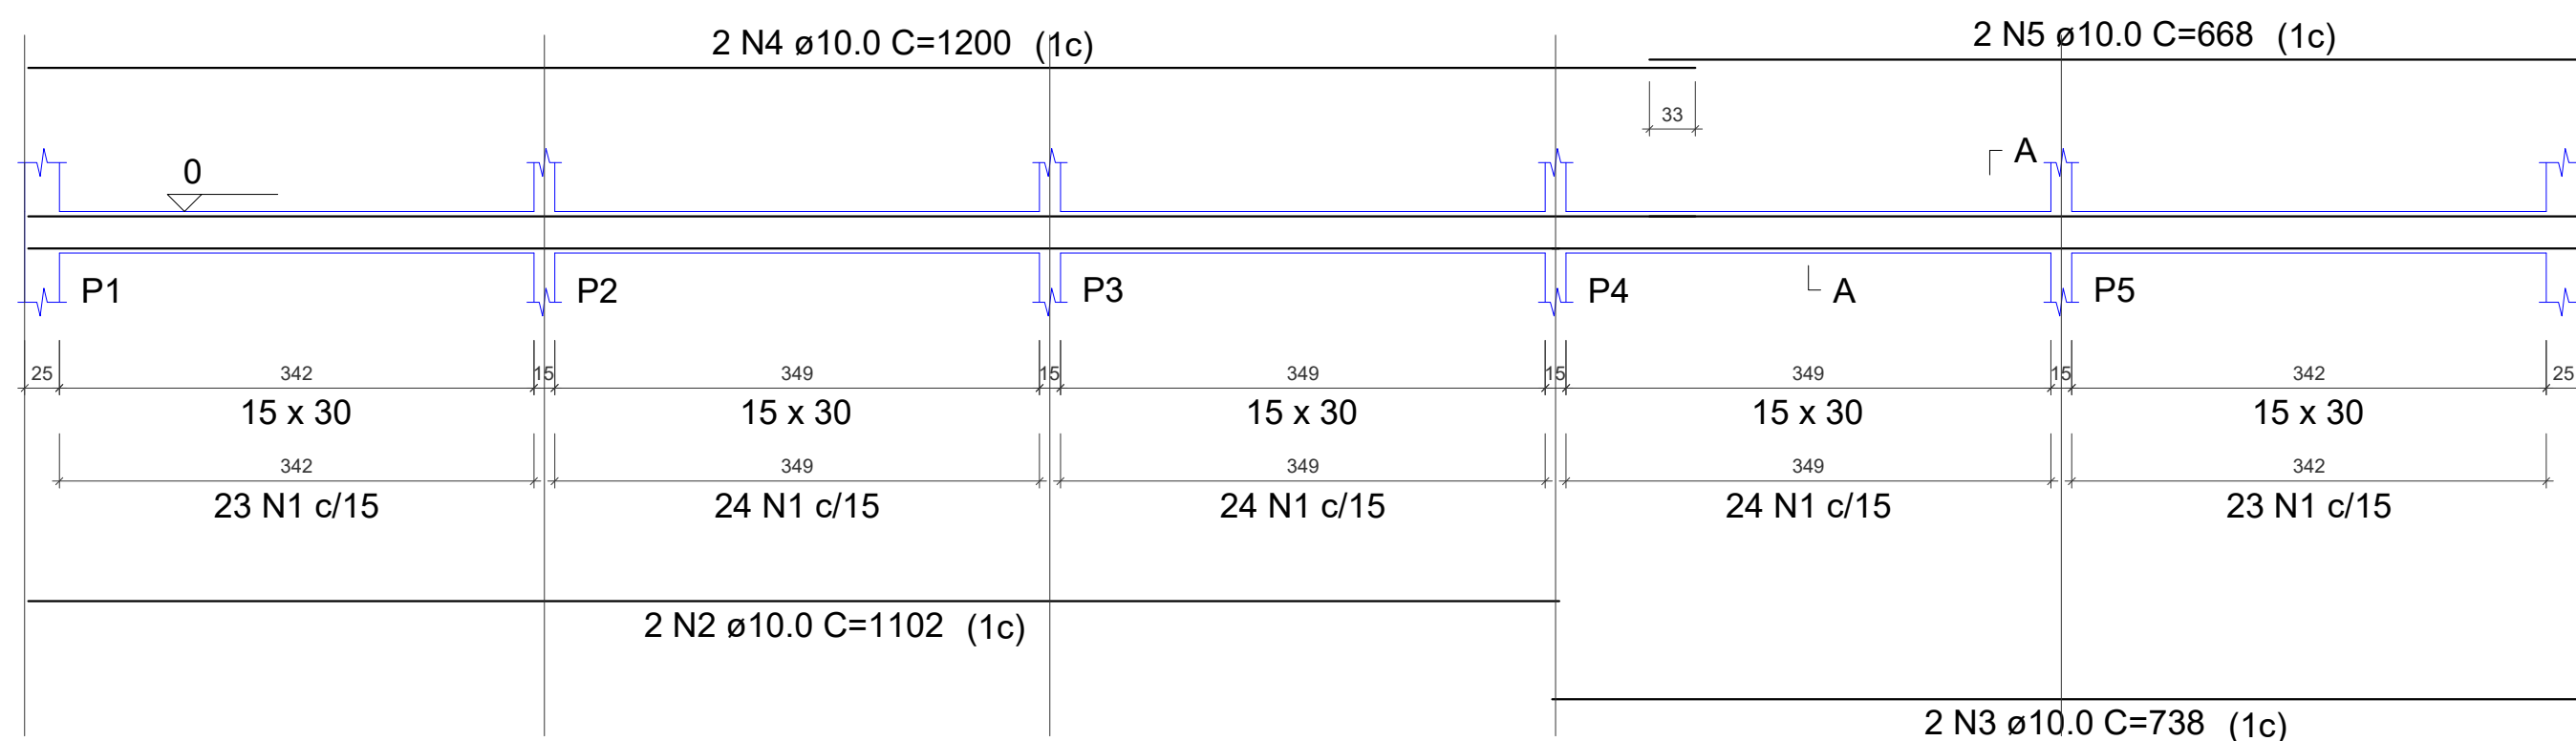 2 N4 ø10.0 C=1200 (1c)
2 N5 ø10.0 C=668 (1c)
33
0
A
P1 P2 P3 P4 A P5
25 342 15 349 15 349 15 349 15 342 25
15 x 30 15 x 30 15 x 30 15 x 30 15 x 30
342 349 349 349 342
23 N1 c/15 24 N1 c/15 24 N1 c/15 24 N1 c/15 23 N1 c/15
2 N2 ø10.0 C=1102 (1c)
2 N3 ø10.0 C=738 (1c)